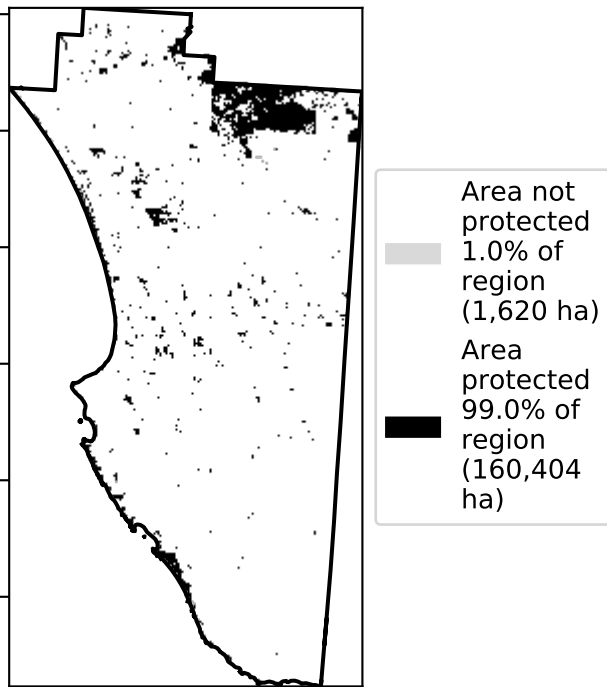 Area not
protected
1.0% of
region
(1,620 ha)
Area
protected
99.0% of
region
(160,404
ha)